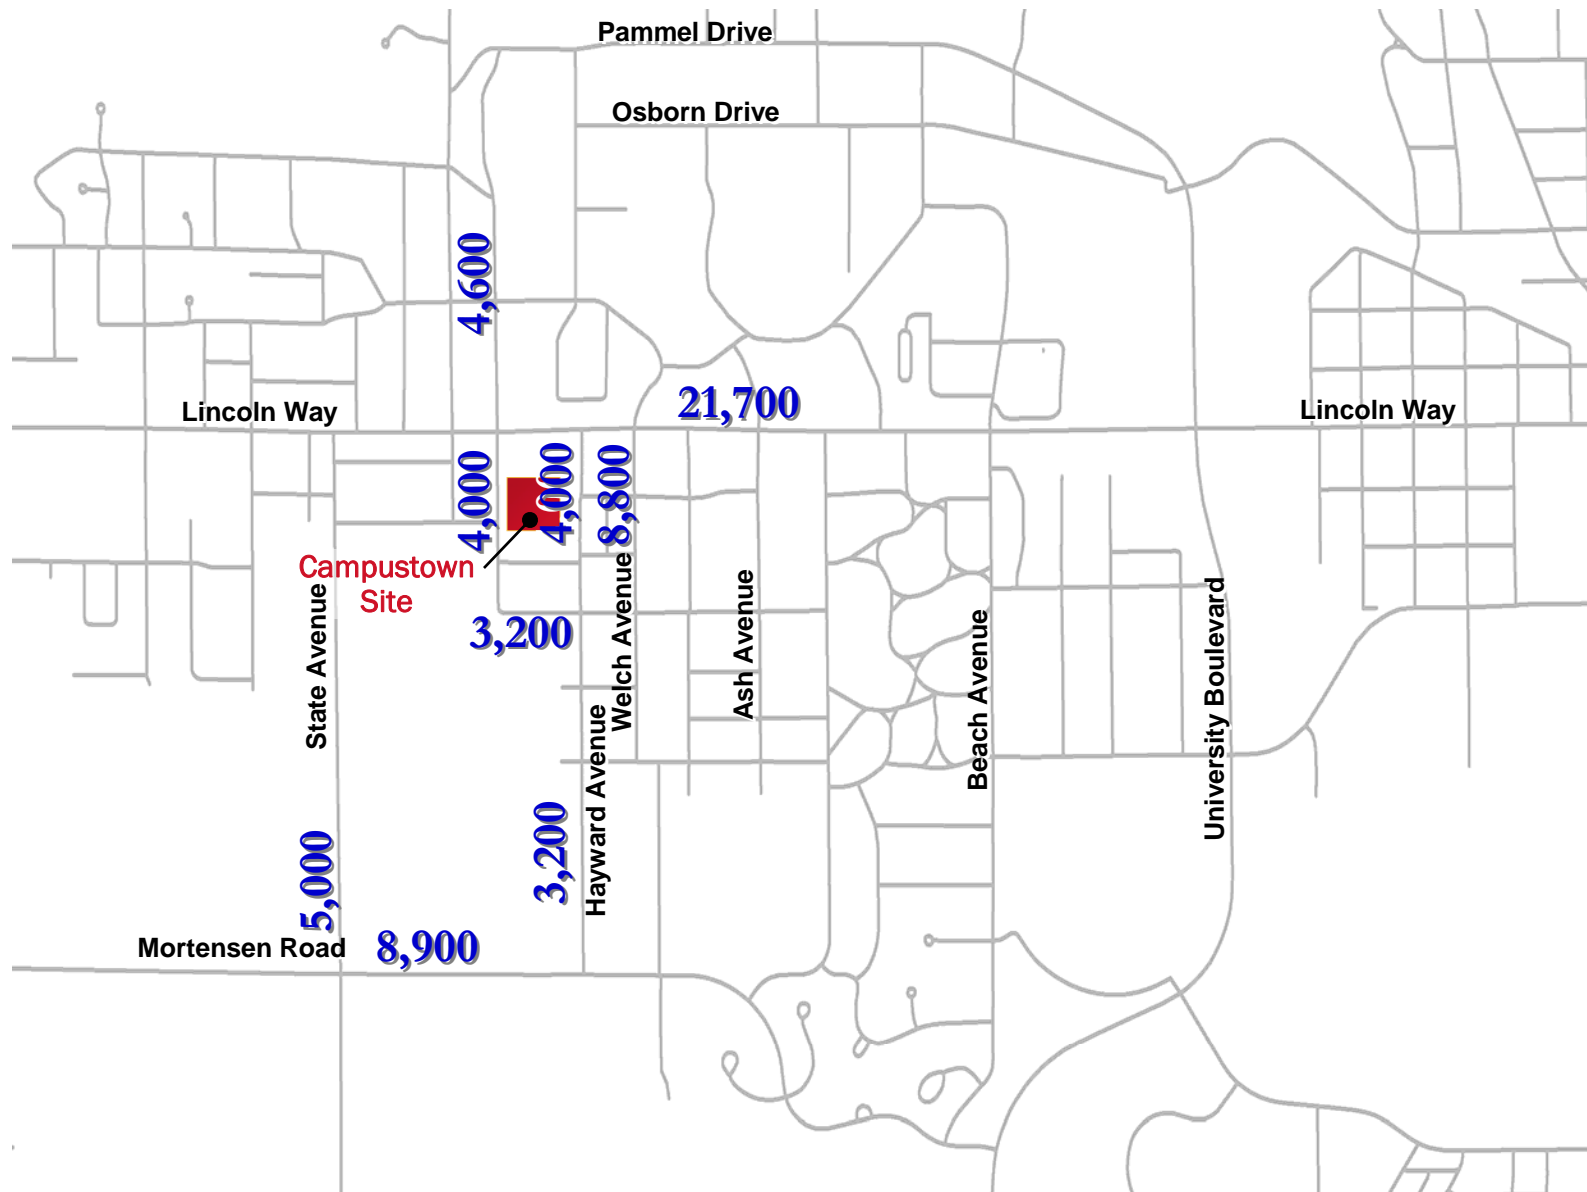 Pammel Drive
Osborn Drive
4,600
21,700
Lincoln Way
Lincoln Way
4,000
4,000
8,800
Campustown
Site
3,200
State Avenue
Welch Avenue
Ash Avenue
Beach Avenue
University Boulevard
Hayward Avenue
3,200
5,000
Mortensen Road
8,900